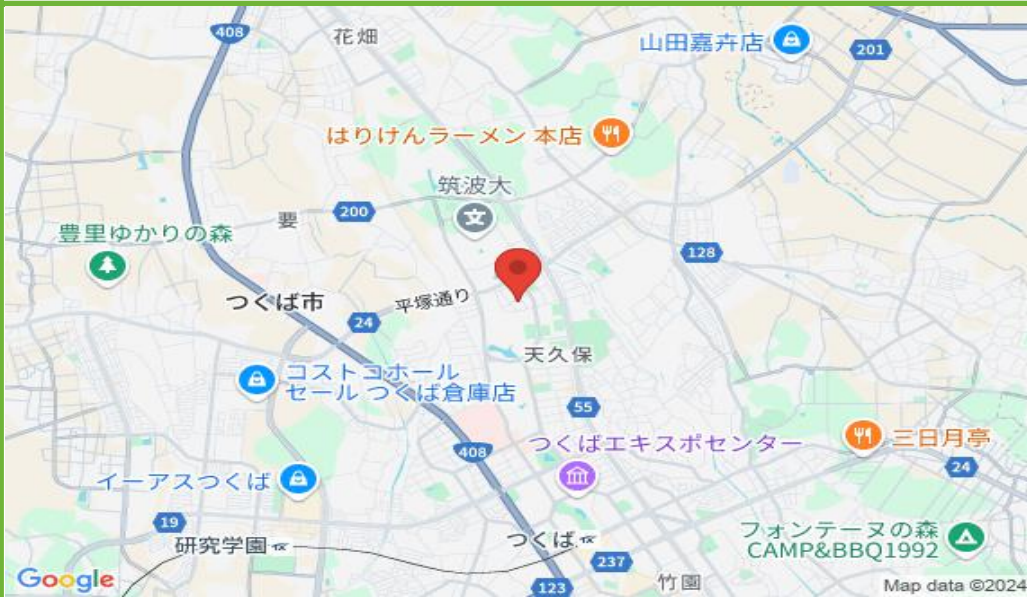 408
花畑
山田嘉卉店
201
はりけんラーメン 本店
筑波大
文
200
要
豊里ゆかりの森
128
平塚通り
つくば市
24
天久保
コストコホール
セール つくば倉庫店
55
408
つくばエキスポセンター
三日月亭
24
イーアスつくば
19
研究学園駅
つくば駅
フォンテーヌの森
CAMP&BBQ1992
237
123
竹園
Google
Map data ©2024